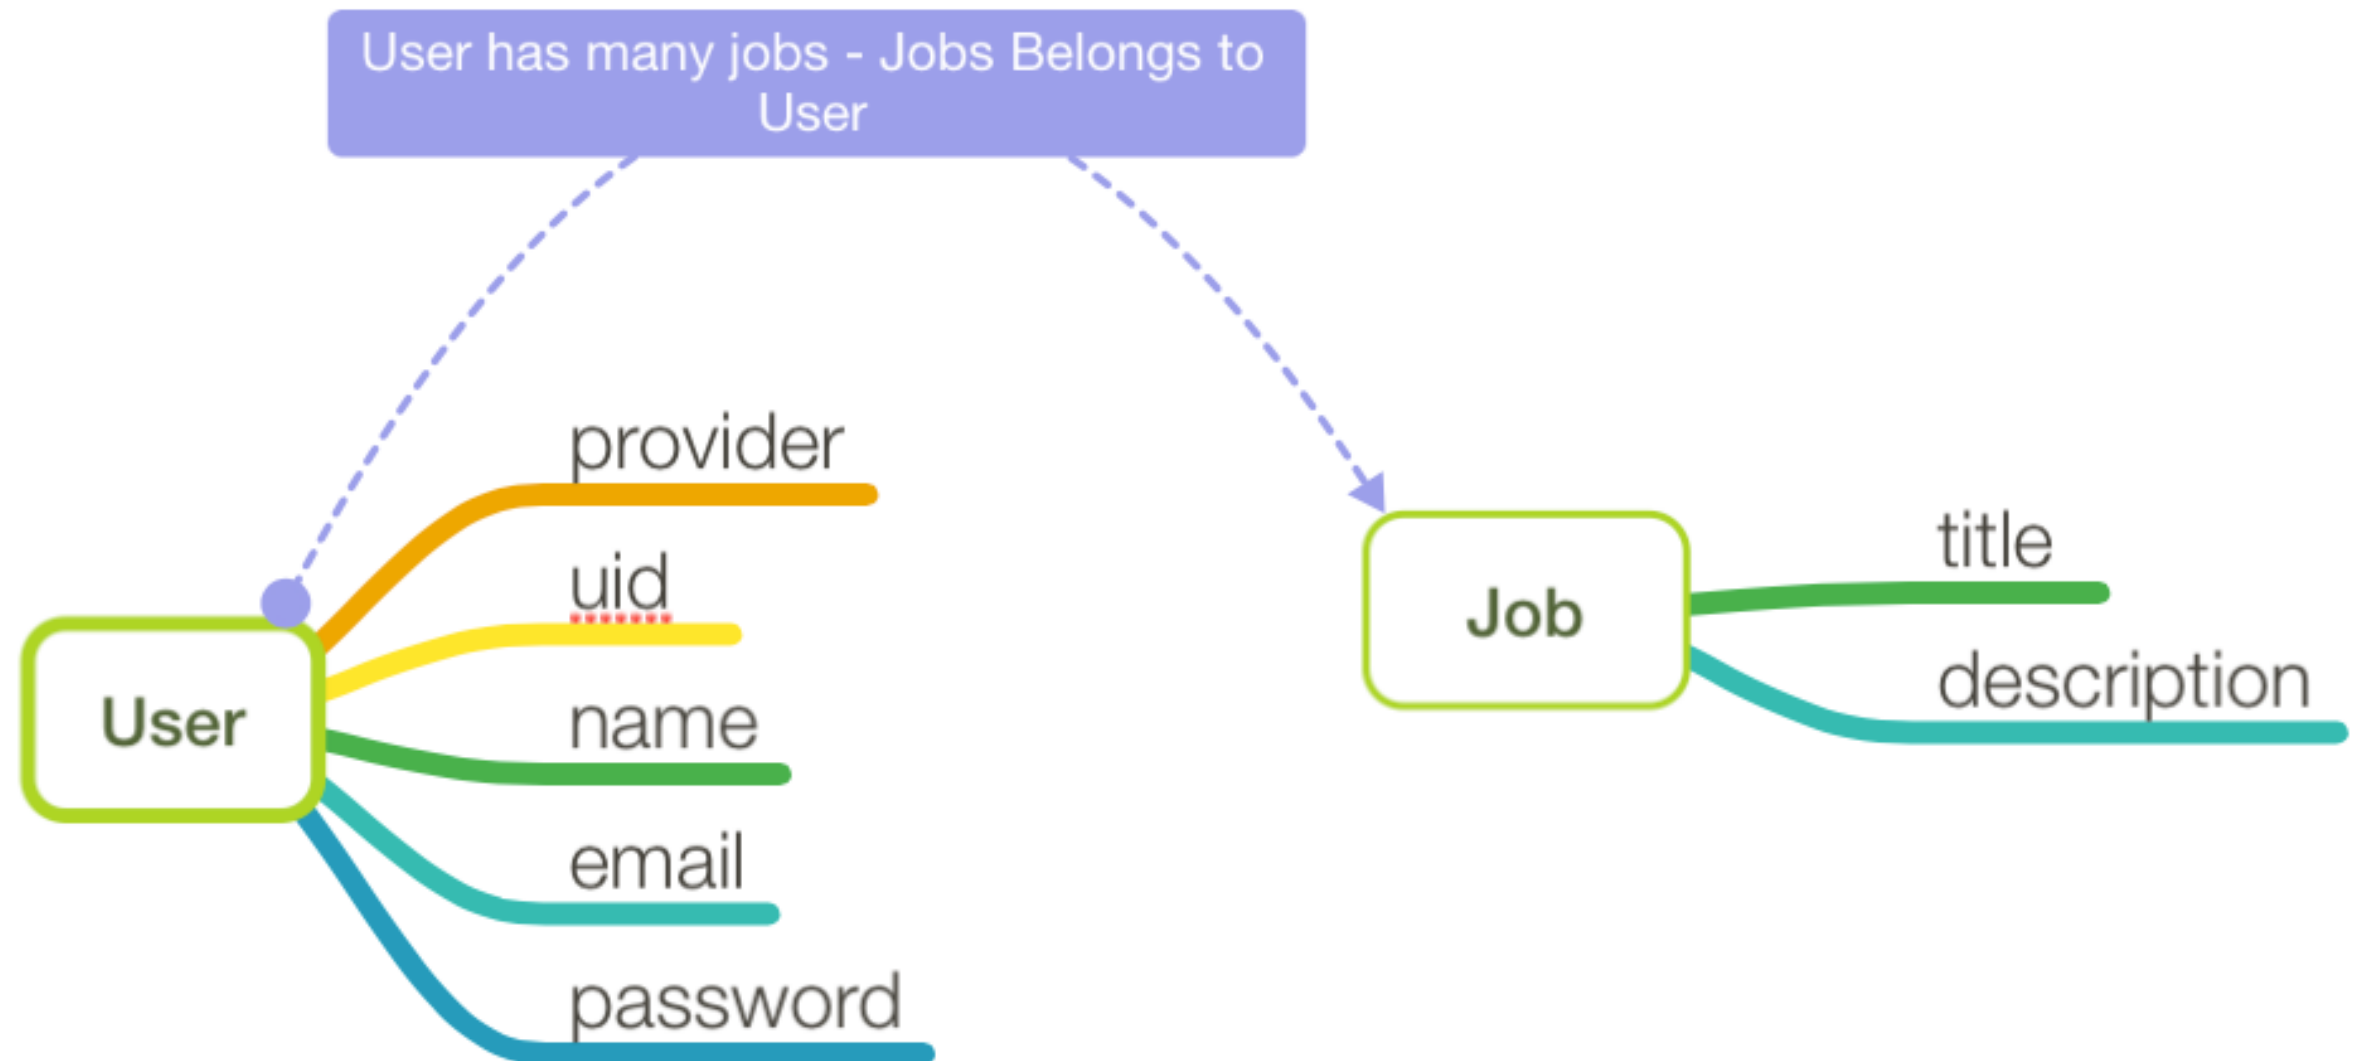 User has many jobs - Jobs Belongs to
User
provider
uid
name
email
password
User
Job
title
description